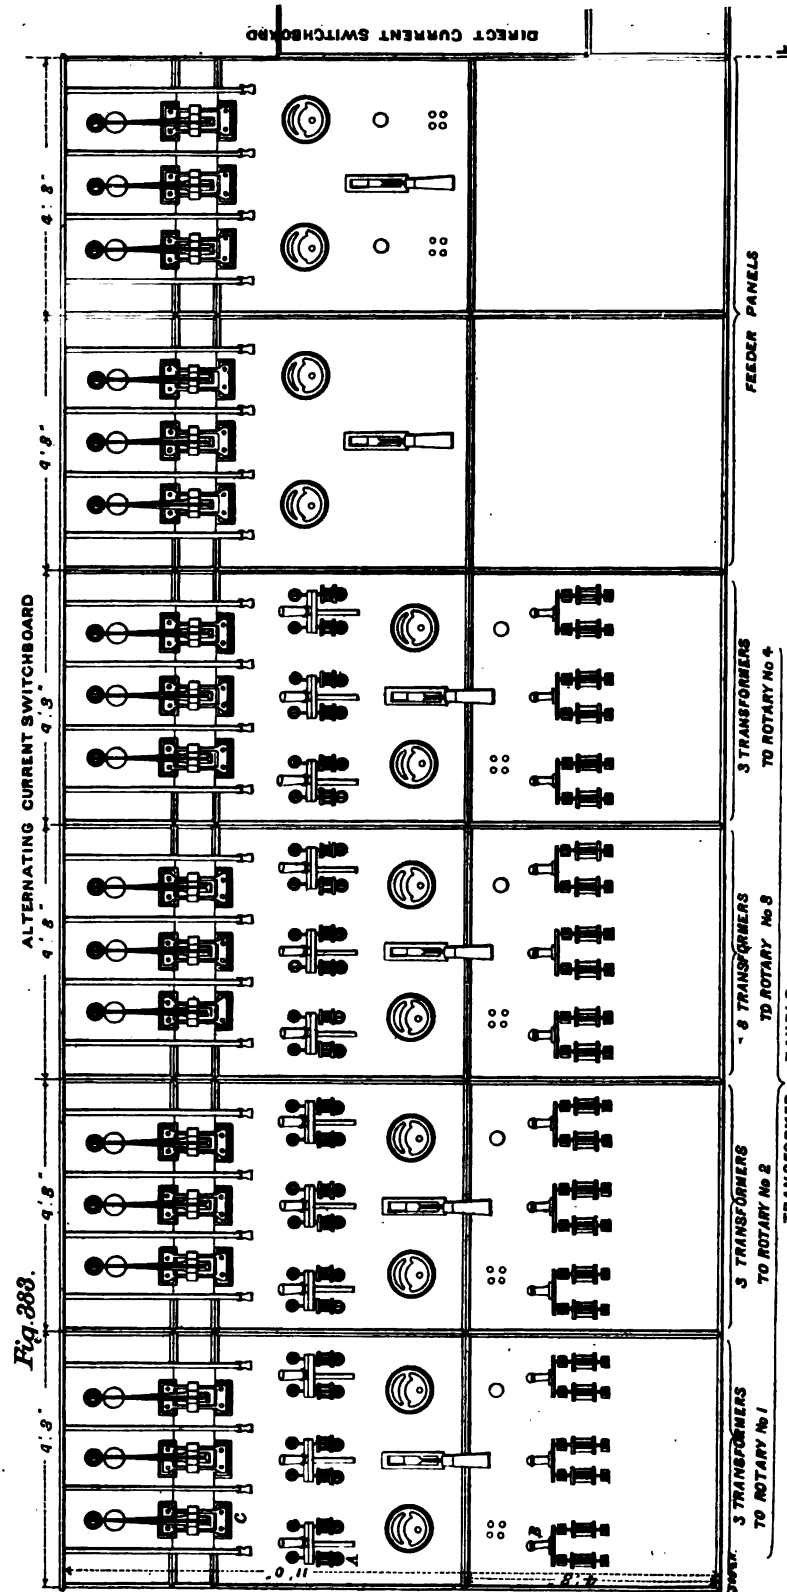 Fig. 383.
ALTERNATING CURRENT SWITCHBOARD
DIRECT CURRENT SWITCHBOARD
4' 8"
4' 8"
4' 8"
4' 8"
4' 8"
4' 8"
C
A
B
11' 0"
4' 8"
3 TRANSFORMERS
TO ROTARY No 1
3 TRANSFORMERS
TO ROTARY No 2
3 TRANSFORMERS
TO ROTARY No 3
3 TRANSFORMERS
TO ROTARY No 4
FEEDER PANELS